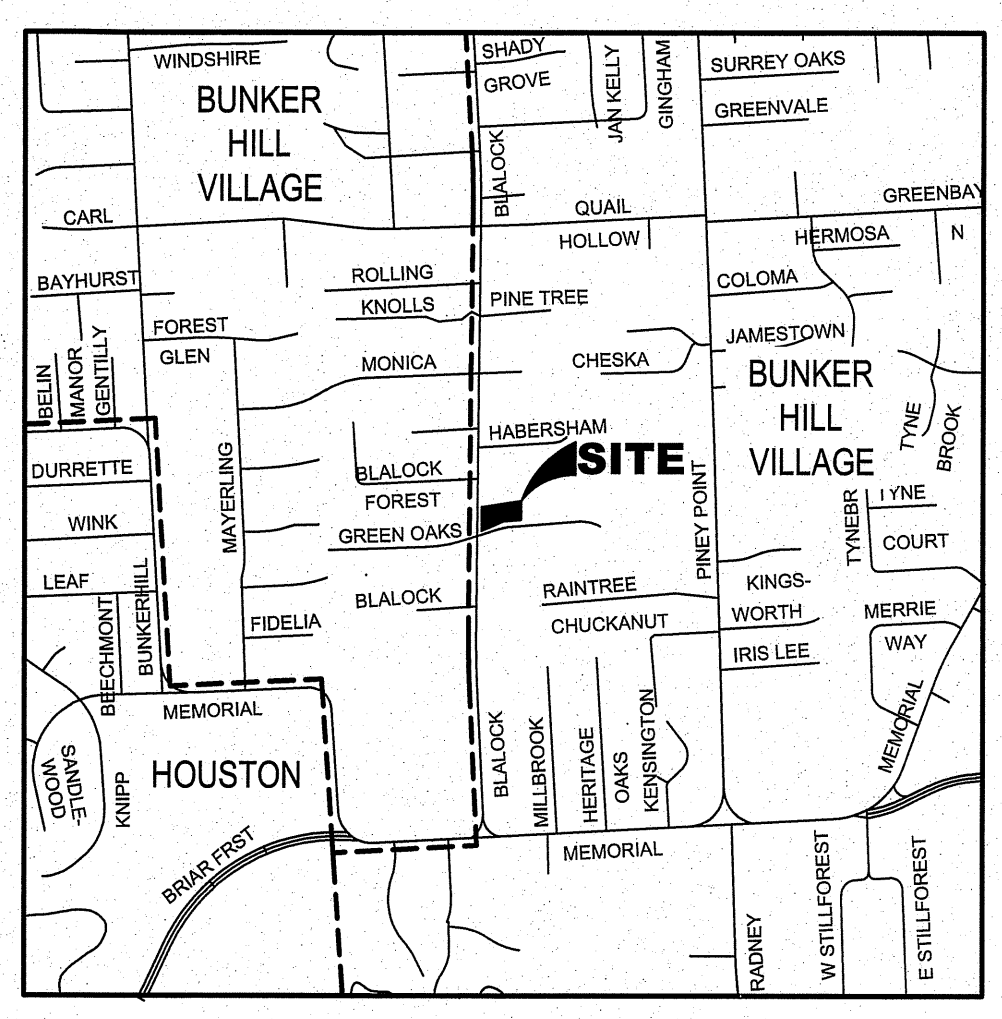 SHADY
WINDSHIRE
GROVE
JAN KELLY
GINGHAM
SURREY OAKS
GREENVALE
BUNKER
HILL
VILLAGE
BLALOCK
CARL
QUAIL
HOLLOW
GREENBAY
HERMOSA
N
BAYHURST
ROLLING
KNOLLS
PINE TREE
COLOMA
FOREST
GLEN
JAMESTOWN
BELIN
MANOR
GENTILLY
MONICA
CHESKA
BUNKER
HILL
VILLAGE
TYNE
BROOK
HABERSHAM
SITE
DURRETTE
MAYERLING
BLALOCK
FOREST
WINK
GREEN OAKS
PINEY POINT
TYNEBR
TYNE
COURT
LEAF
BEECHMONT
BUNKERHILL
BLALOCK
RAINTREE
KINGS-
WORTH
CHUCKANUT
MERRIE
WAY
FIDELIA
IRIS LEE
MEMORIAL
MEMORIAL
BLALOCK
MILLBROOK
HERITAGE
OAKS
KENSINGTON
SANDLE-
WOOD
KNIPP
HOUSTON
BRIAR FRST
MEMORIAL
RADNEY
W STILLFOREST
E STILLFOREST